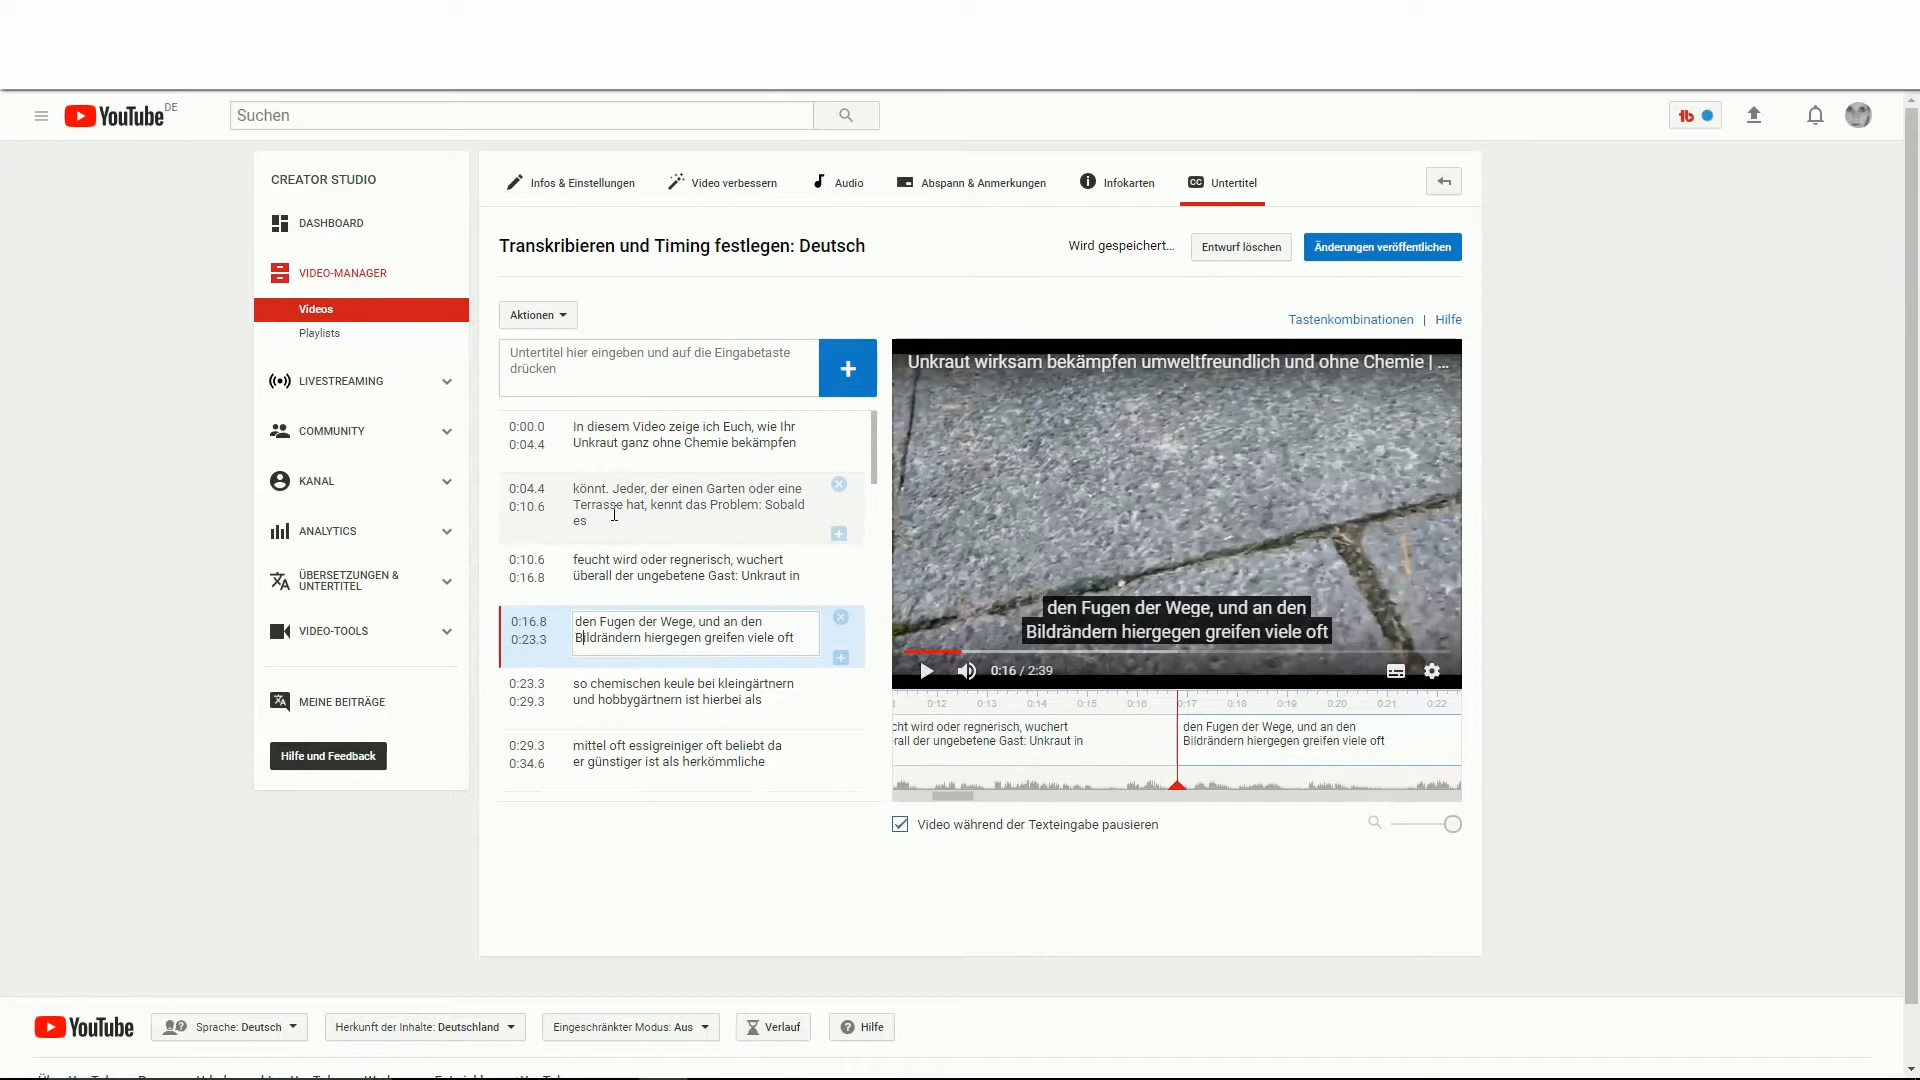 YouTube DE
Suchen
CREATOR STUDIO
DASHBOARD
VIDEO-MANAGER
Videos
Playlists
LIVESTREAMING
COMMUNITY
KANAL
ANALYTICS
ÜBERSETZUNGEN &
UNTERTITEL
VIDEO-TOOLS
MEINE BEITRÄGE
Hilfe und Feedback
Infos & Einstellungen
Video verbessern
Audio
Abspann & Anmerkungen
Infokarten
CC Untertitel
Transkribieren und Timing festlegen: Deutsch
Wird gespeichert...
Entwurf löschen
Änderungen veröffentlichen
Aktionen
Tastenkombinationen | Hilfe
Untertitel hier eingeben und auf die Eingabetaste
drücken
0:00.0 In diesem Video zeige ich Euch, wie Ihr
0:04.4 Unkraut ganz ohne Chemie bekämpfen
0:04.4 könnt. Jeder, der einen Garten oder eine
0:10.6 Terrasse hat, kennt das Problem: Sobald
es
0:10.6 feucht wird oder regnerisch, wuchert
0:16.8 überall der ungebetene Gast: Unkraut in
0:16.8 den Fugen der Wege, und an den
0:23.3 Bildrändern hiergegen greifen viele oft
0:23.3 so chemischen keule bei kleingärtnern
0:29.3 und hobbygärtnern ist hierbei als
0:29.3 mittel oft essigreiniger oft beliebt da
0:34.6 er günstiger ist als herkömmliche
Unkraut wirksam bekämpfen umweltfreundlich und ohne Chemie | ...
den Fugen der Wege, und an den
Bildrändern hiergegen greifen viele oft
0:16 / 2:39
0:12 0:13 0:14 0:15 0:16 0:17 0:18 0:19 0:20 0:21 0:22
cht wird oder regnerisch, wuchert
rall der ungebetene Gast: Unkraut in
den Fugen der Wege, und an den
Bildrändern hiergegen greifen viele oft
Video während der Texteingabe pausieren
YouTube
Sprache: Deutsch
Herkunft der Inhalte: Deutschland
Eingeschränkter Modus: Aus
Verlauf
Hilfe